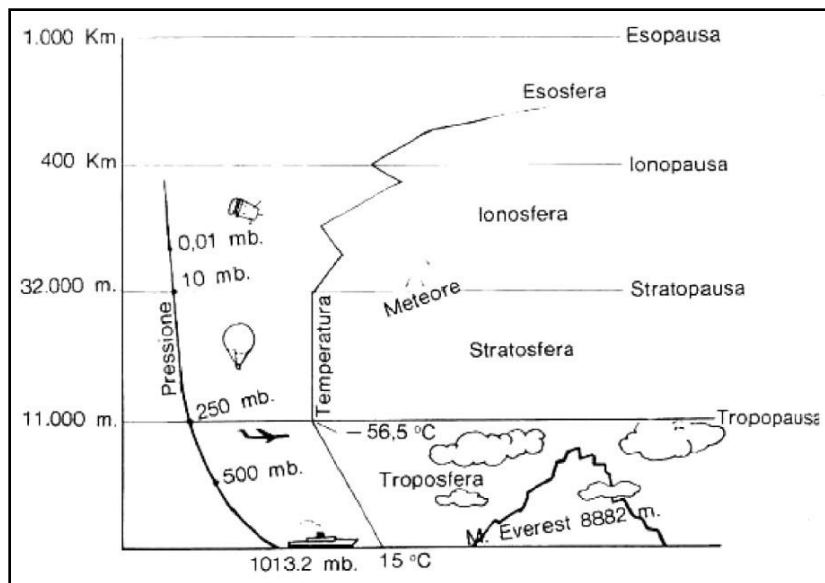 1.000 Km
Esopausa
Esosfera
400 Km
Ionopausa
Ionosfera
0,01 mb.
10 mb.
32.000 m.
Stratopausa
Meteore
Pressione
Temperatura
Stratosfera
250 mb.
11.000 m.
Tropopausa
— 56,5 °C
500 mb.
Troposfera
M. Everest 8882 m.
1013.2 mb.
15 °C